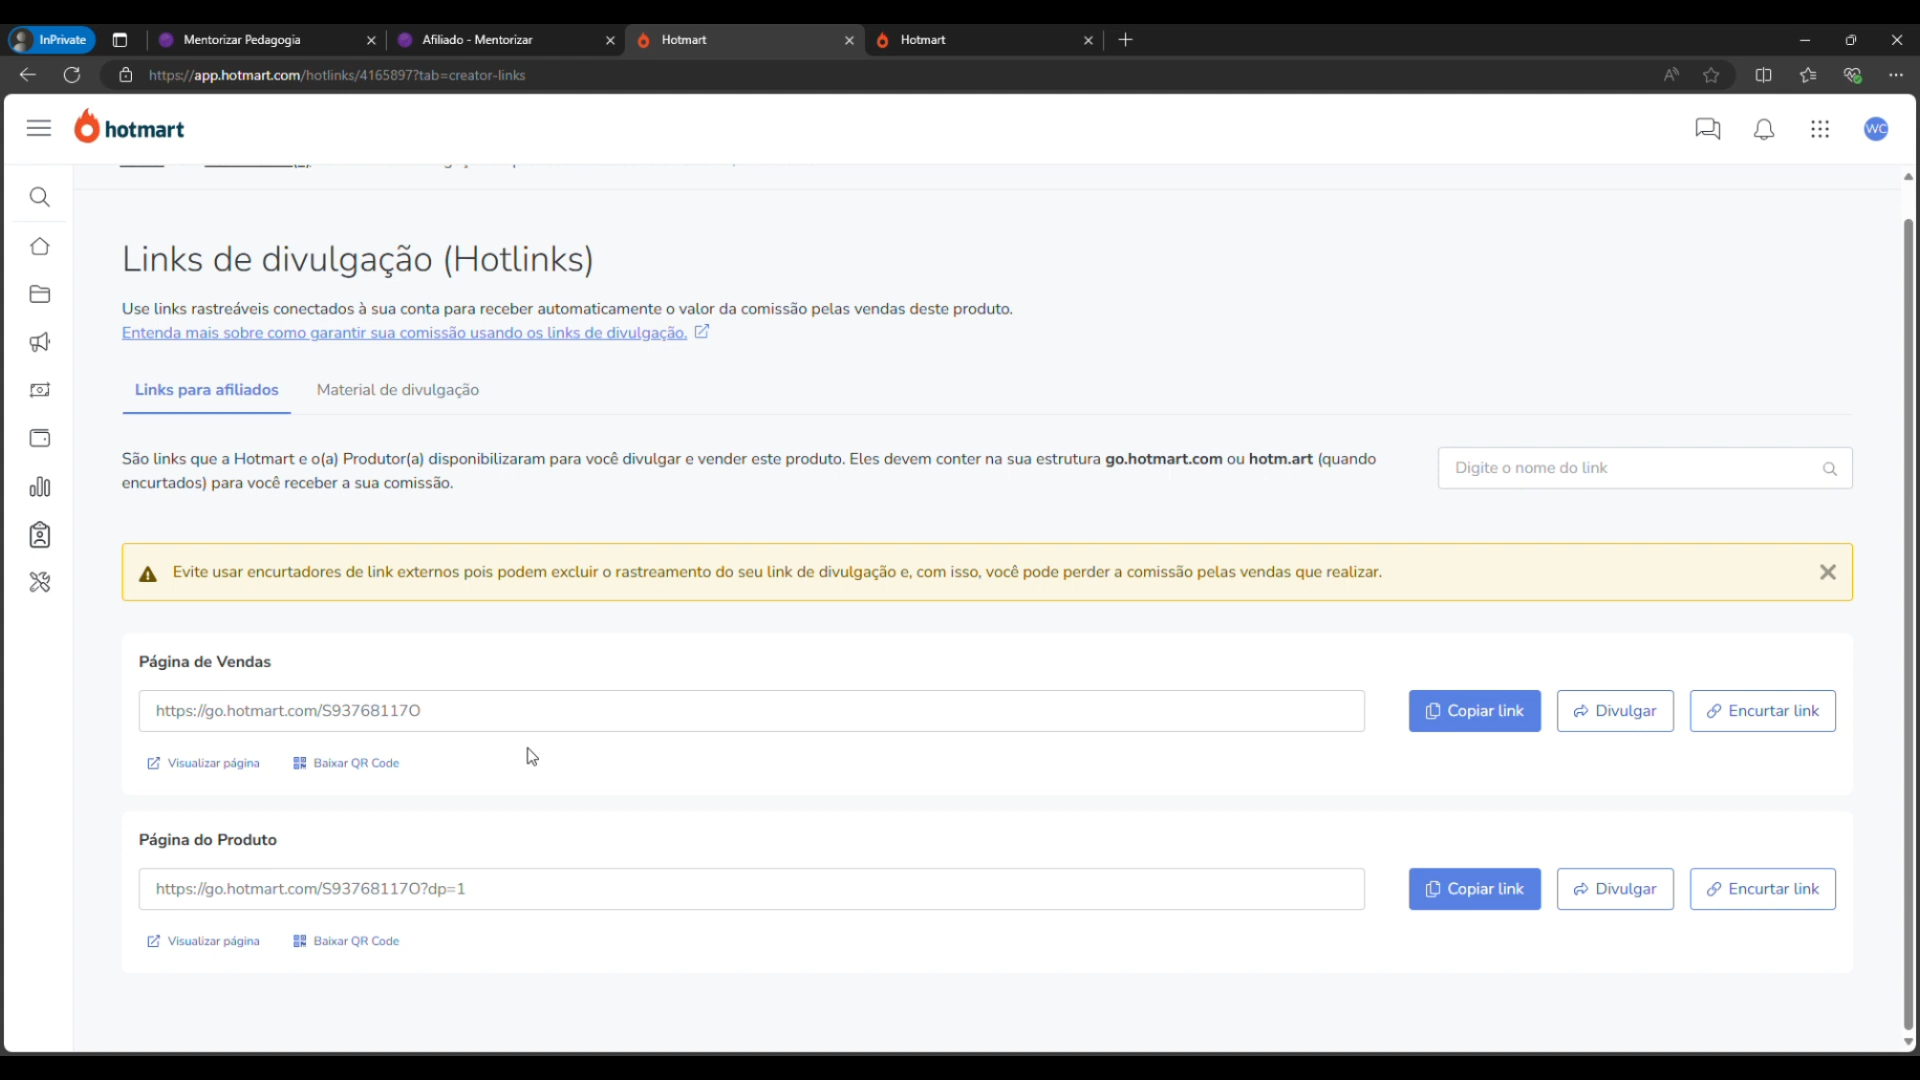 InPrivate
Mentorizar Pedagogia
Afiliado - Mentorizar
Hotmart
Hotmart
https://app.hotmart.com/hotlinks/4165897?tab=creator-links
hotmart
WC
Links de divulgação (Hotlinks)
Use links rastreáveis conectados à sua conta para receber automaticamente o valor da comissão pelas vendas deste produto.
Entenda mais sobre como garantir sua comissão usando os links de divulgação.
Links para afiliados
Material de divulgação
São links que a Hotmart e o(a) Produtor(a) disponibilizaram para você divulgar e vender este produto. Eles devem conter na sua estrutura go.hotmart.com ou hotm.art (quando
encurtados) para você receber a sua comissão.
Digite o nome do link
Evite usar encurtadores de link externos pois podem excluir o rastreamento do seu link de divulgação e, com isso, você pode perder a comissão pelas vendas que realizar.
Página de Vendas
https://go.hotmart.com/S93768117O
Copiar link
Divulgar
Encurtar link
Visualizar página
Baixar QR Code
Página do Produto
https://go.hotmart.com/S93768117O?dp=1
Copiar link
Divulgar
Encurtar link
Visualizar página
Baixar QR Code